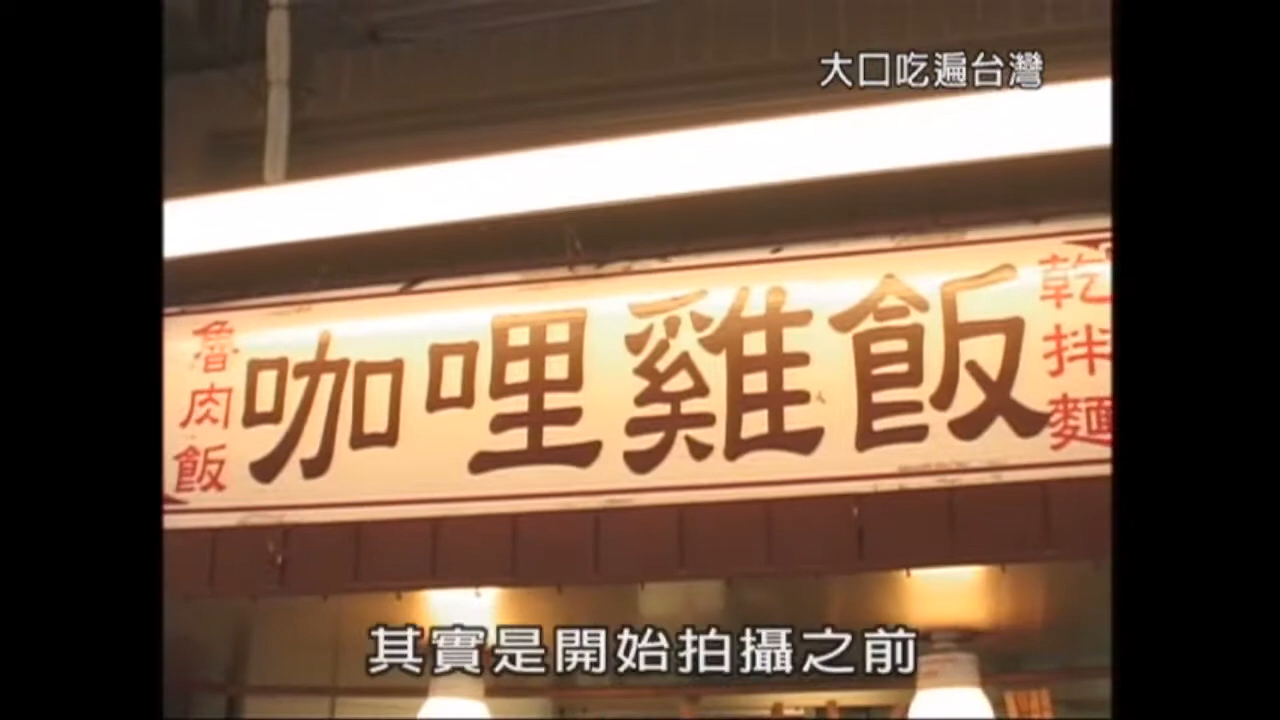 大口吃遍台灣
魯肉飯
咖哩雞飯
乾拌麵
其實是開始拍攝之前